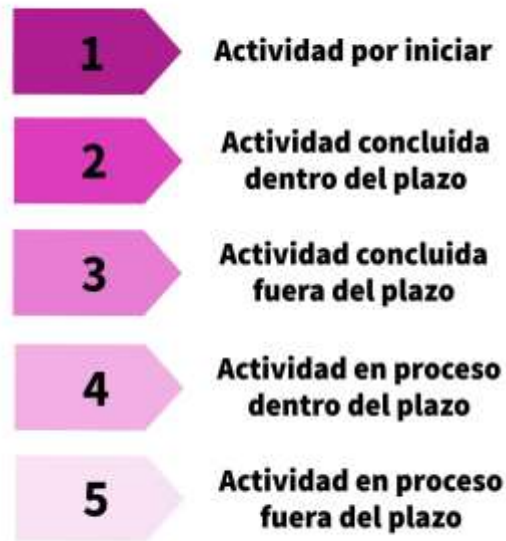 1
Actividad por iniciar
2
Actividad concluida
dentro del plazo
3
Actividad concluida
fuera del plazo
4
Actividad en proceso
dentro del plazo
5
Actividad en proceso
fuera del plazo